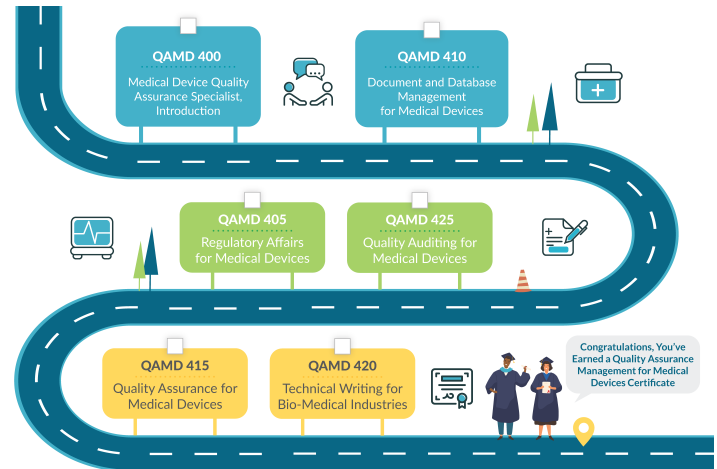 QAMD 400
Medical Device Quality
Assurance Specialist,
Introduction
QAMD 410
Document and Database
Management
for Medical Devices
QAMD 405
Regulatory Affairs
for Medical Devices
QAMD 425
Quality Auditing for
Medical Devices
QAMD 415
Quality Assurance for
Medical Devices
QAMD 420
Technical Writing for
Bio-Medical Industries
Congratulations, You've
Earned a Quality Assurance
Management for Medical
Devices Certificate